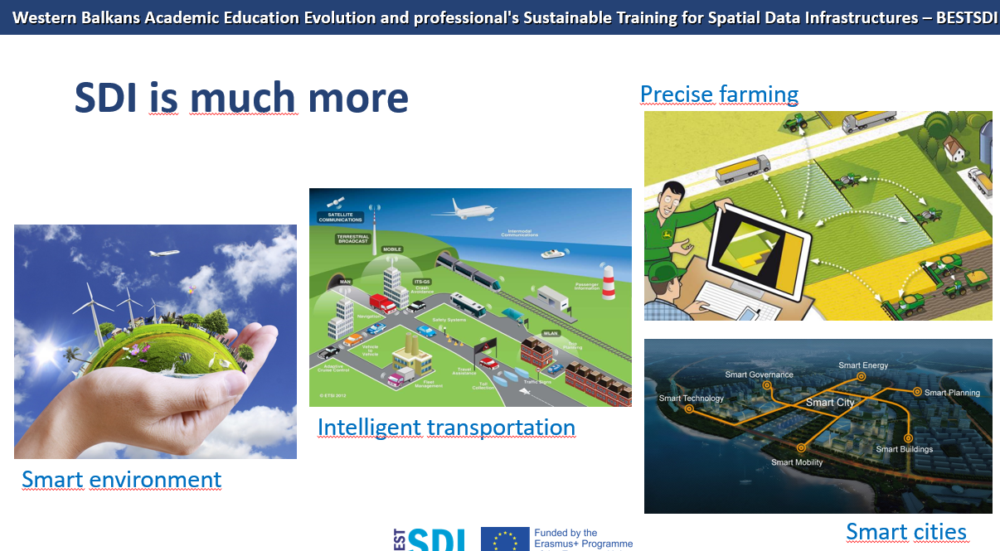 Western Balkans Academic Education Evolution and professional's Sustainable Training for Spatial Data Infrastructures – BESTSDI
SDI is much more
Precise farming
SATELLITE
COMMUNICATIONS
TERRESTRIAL
BROADCAST
MOBILE
Intermodal
Communications
MAN
ITS-G5
Crash
Avoidance
Passenger
Information
Navigation
Safety Systems
Vehicle
to
Vehicle
WLAN
Trip
Planning
Adaptive
Cruise Control
Fleet
Management
Travel
Assistance
Toll
Collection
Traffic Signs
© ETSI 2012
Intelligent transportation
Smart environment
Smart Energy
Smart Governance
Smart Planning
Smart Technology
Smart City
Smart Buildings
Smart Mobility
Smart cities
BEST
SDI
Funded by the
Erasmus+ Programme